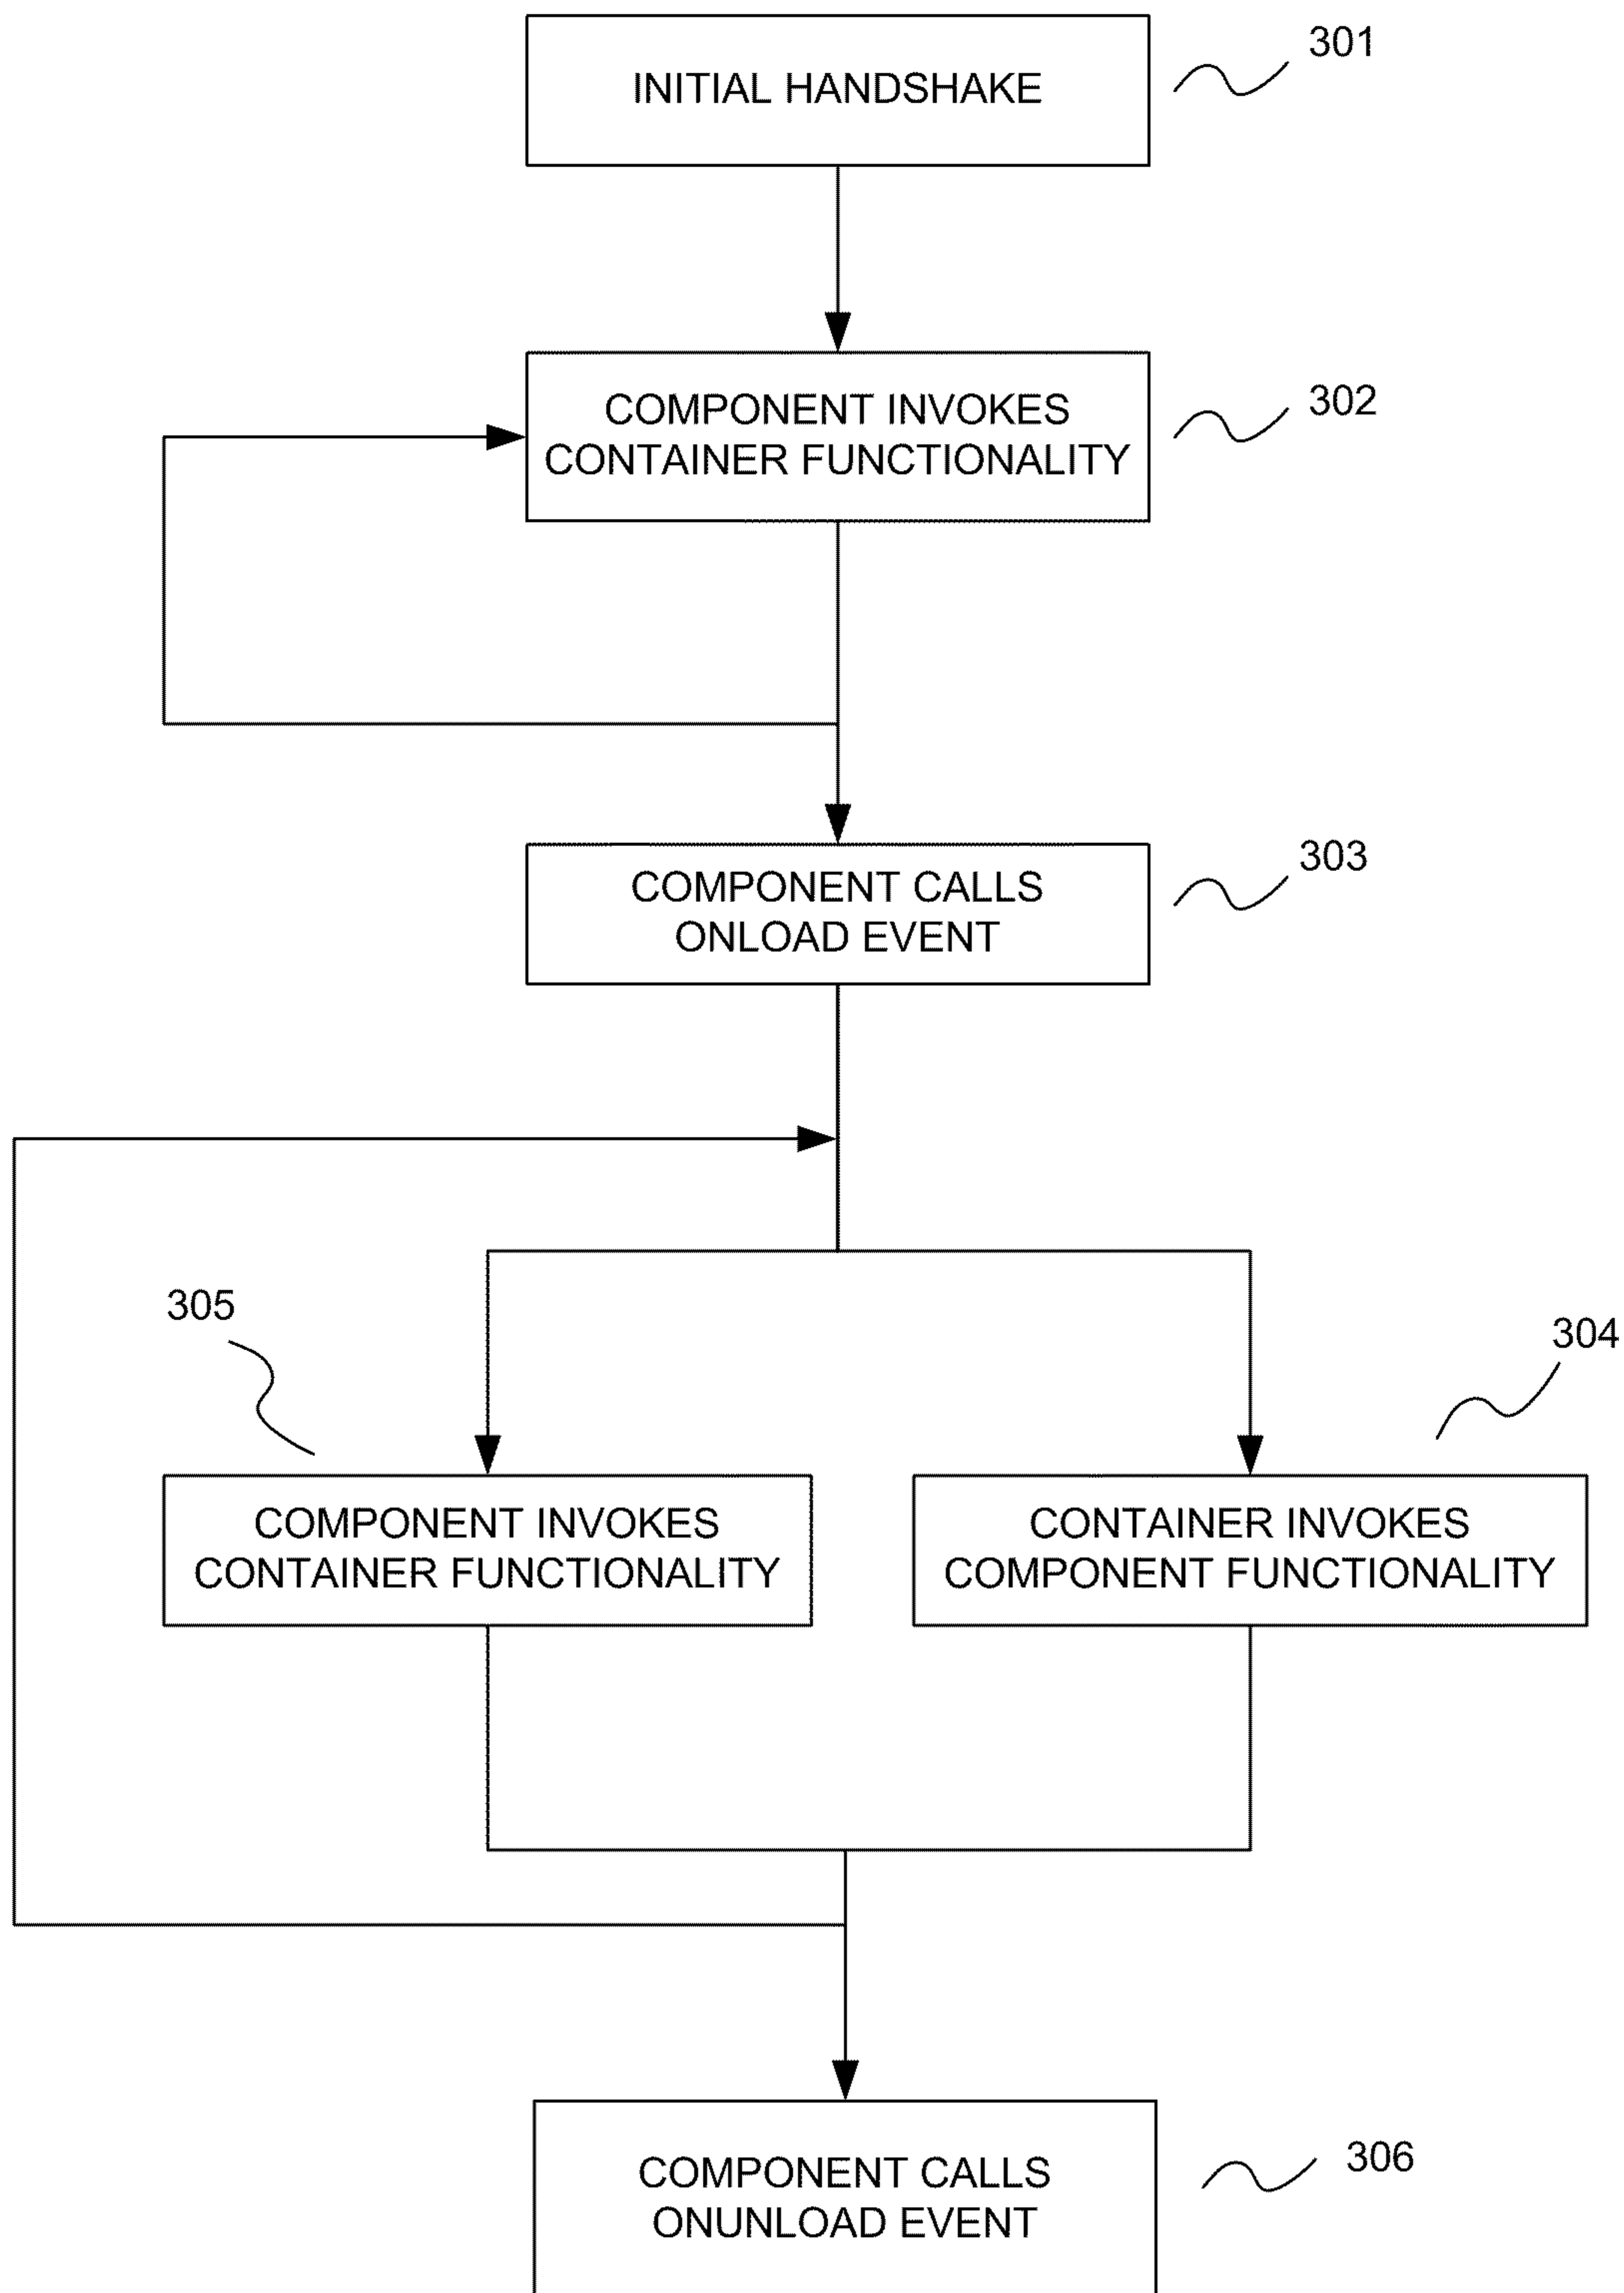 INITIAL HANDSHAKE
301
COMPONENT INVOKES
CONTAINER FUNCTIONALITY
302
COMPONENT CALLS
ONLOAD EVENT
303
305
304
COMPONENT INVOKES
CONTAINER FUNCTIONALITY
CONTAINER INVOKES
COMPONENT FUNCTIONALITY
COMPONENT CALLS
ONUNLOAD EVENT
306